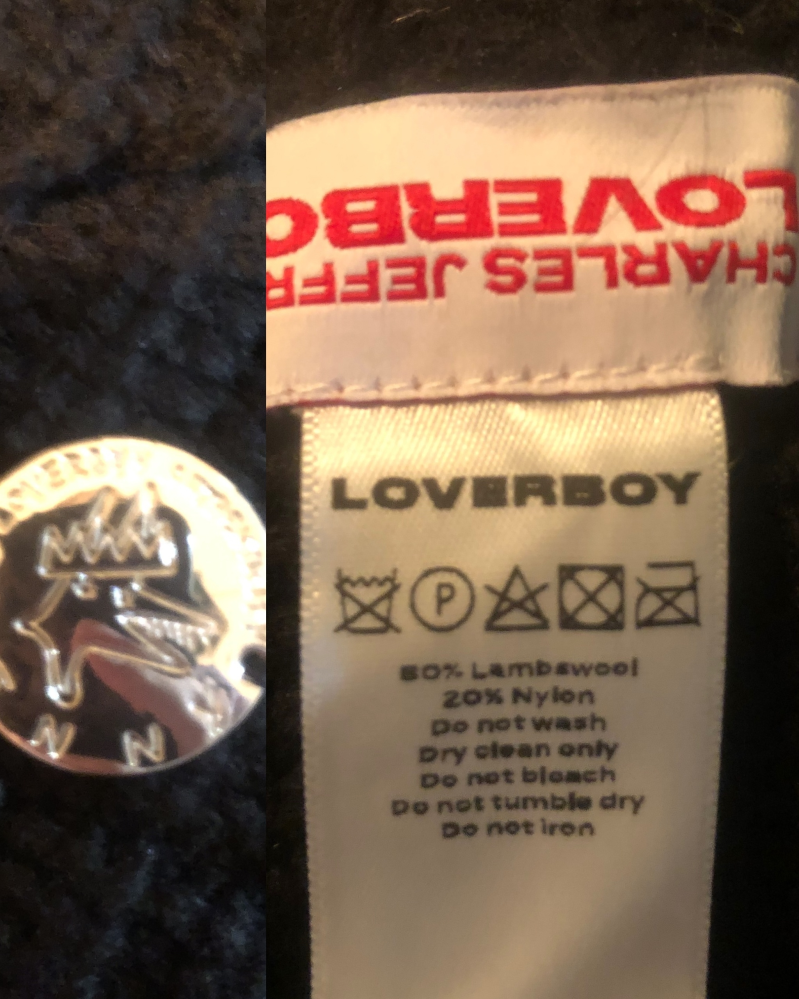 LOVERBO
CHARLES JEFFR
LOVERBOY
P
80% Lambswool
20% Nylon
Do not wash
Dry clean only
Do not bleach
Do not tumble dry
Do not iron
N N